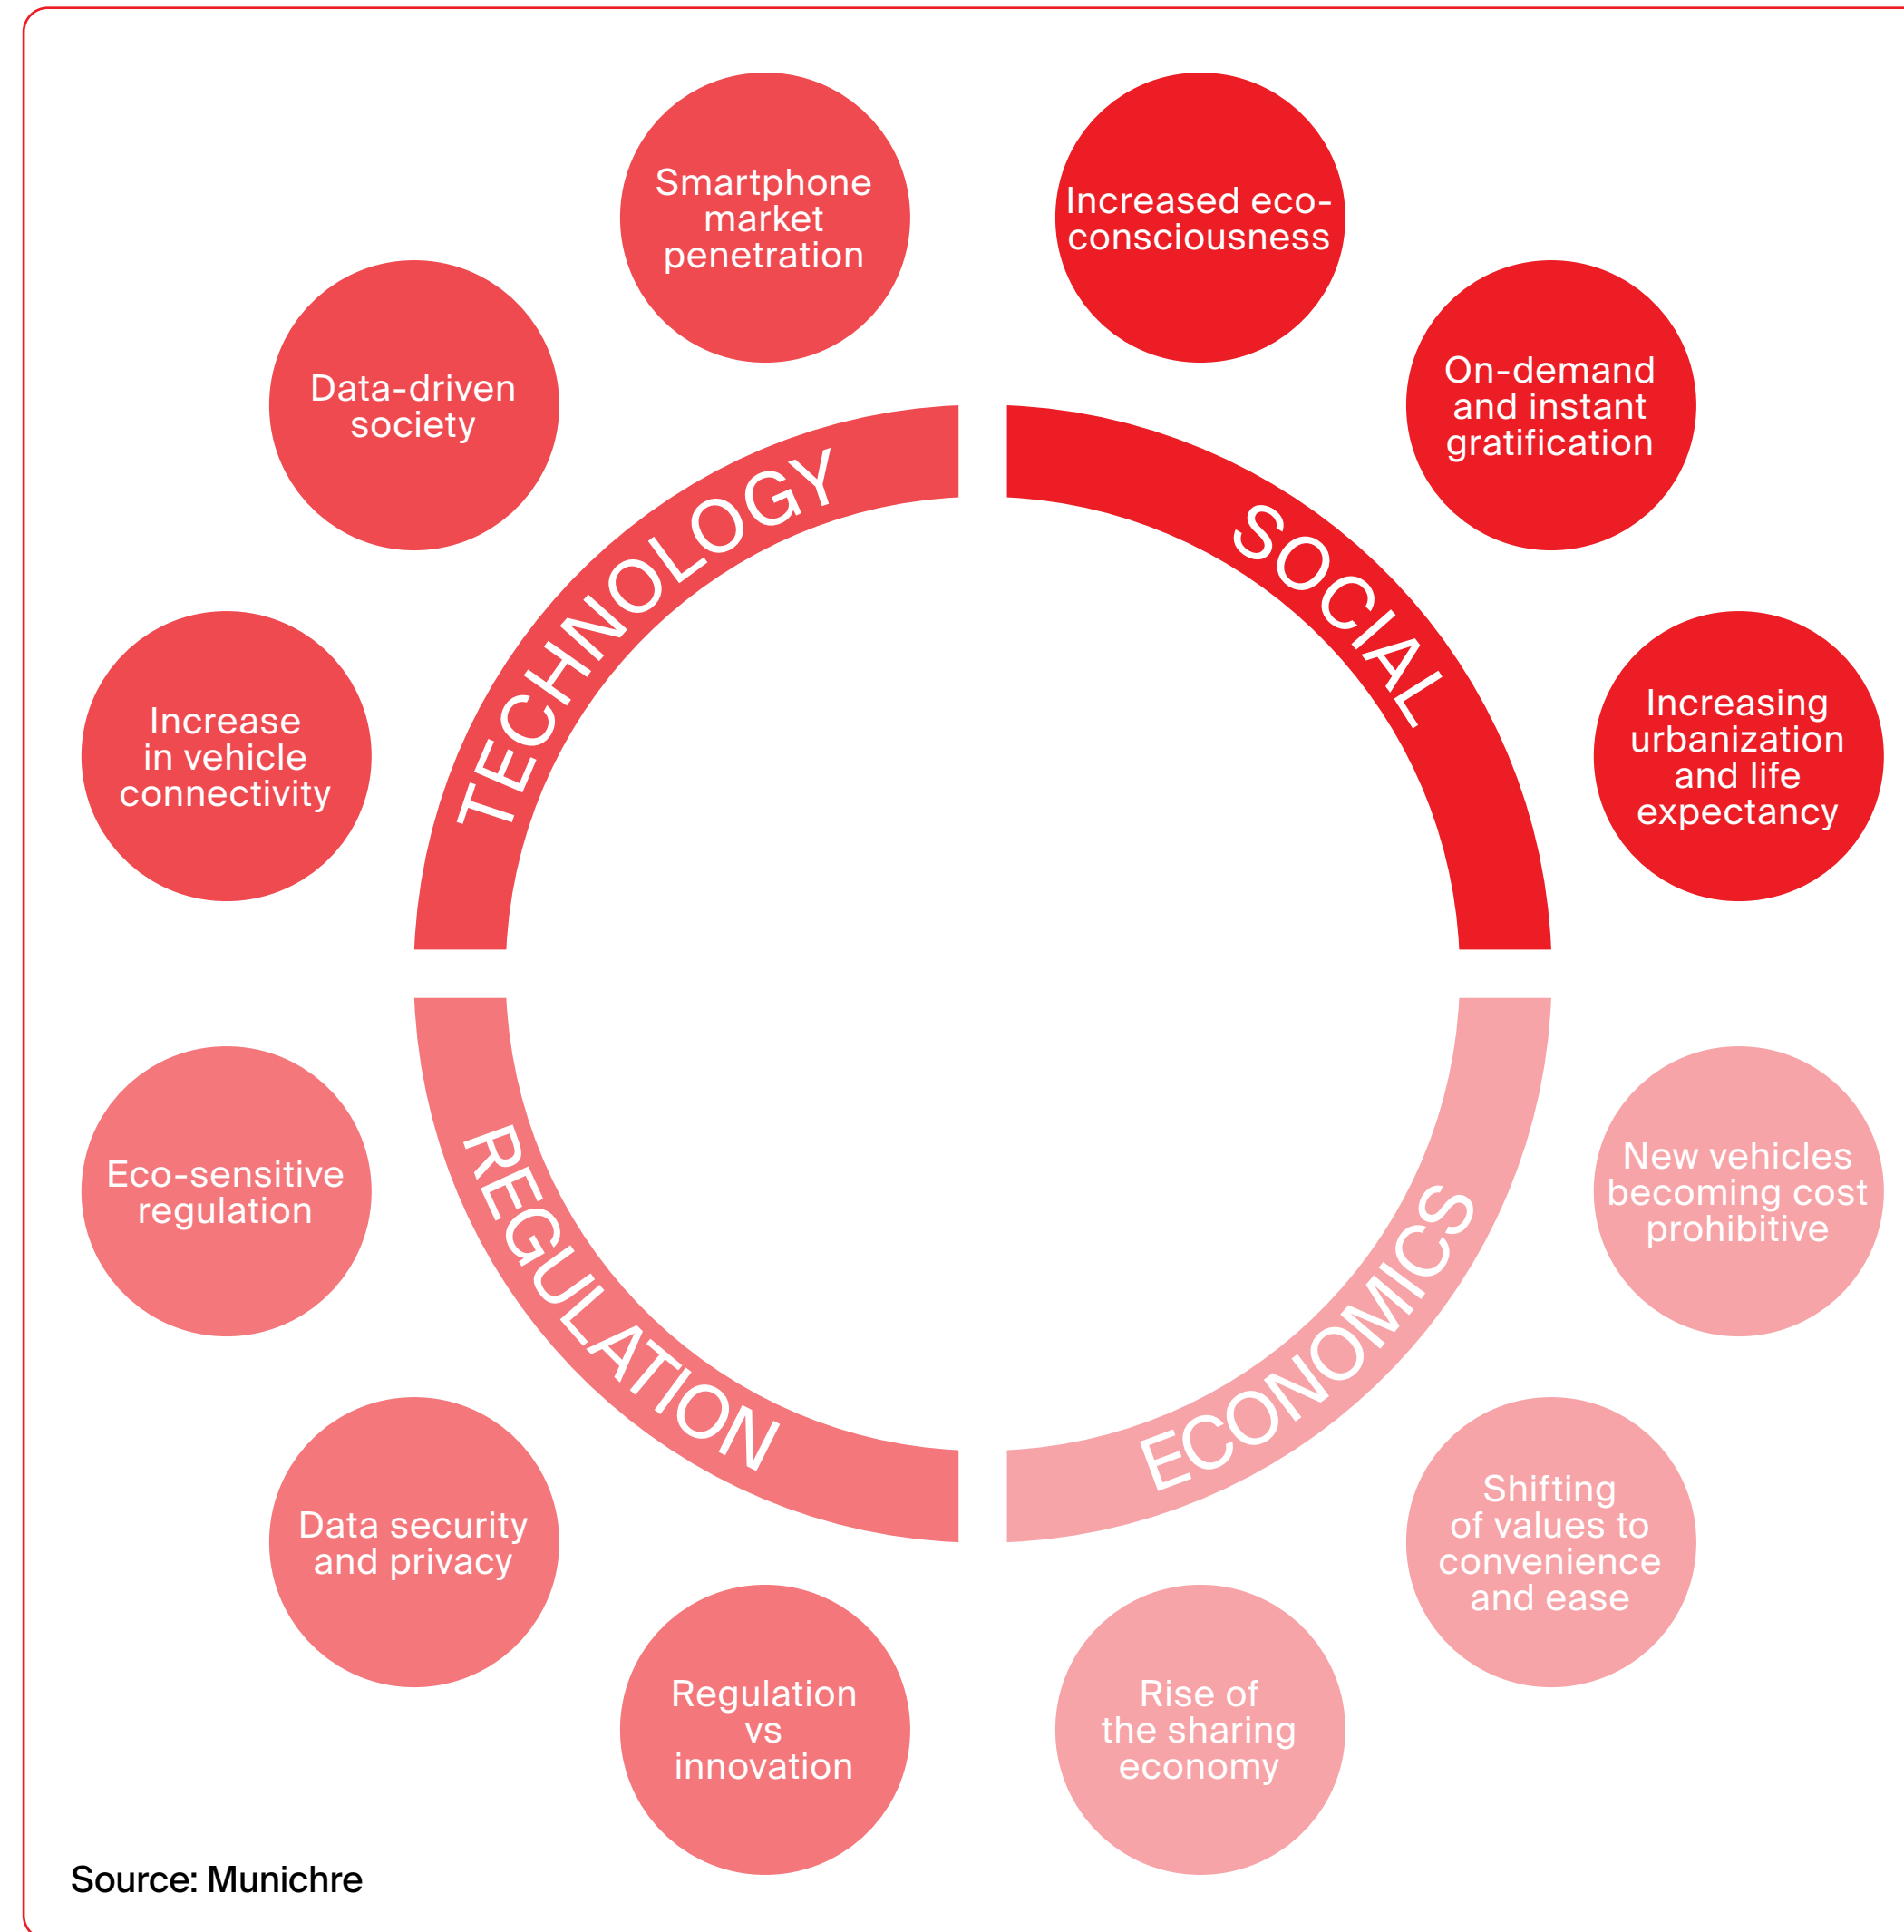 Smartphone
market
penetration
Increased eco-
consciousness
Data-driven
society
On-demand
and instant
gratification
TECHNOLOGY
SOCIAL
Increase
in vehicle
connectivity
Increasing
urbanization
and life
expectancy
Eco-sensitive
regulation
REGULATION
ECONOMICS
New vehicles
becoming cost
prohibitive
Data security
and privacy
Shifting
of values to
convenience
and ease
Regulation
vs
innovation
Rise of
the sharing
economy
Source: Munichre